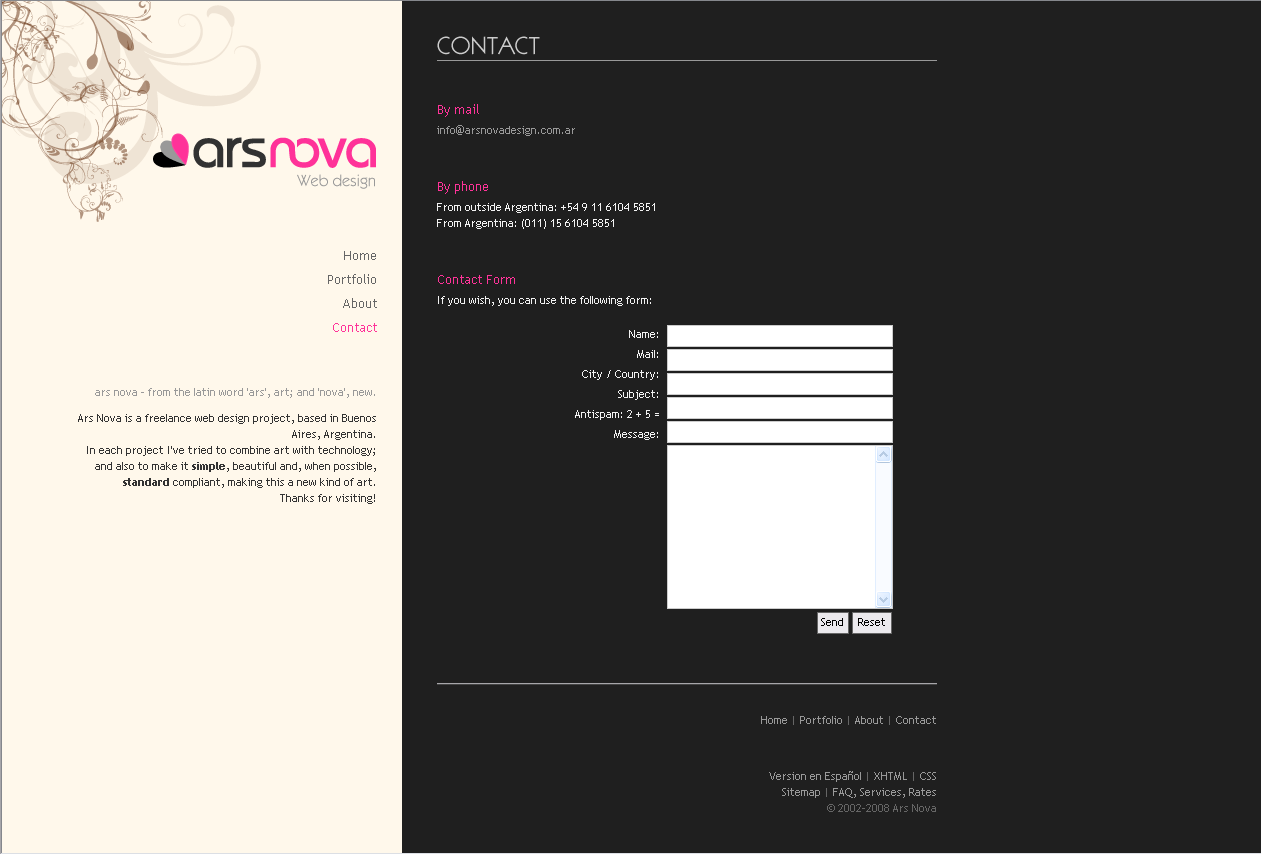 arsnova
Web design
Home
Portfolio
About
Contact
ars nova - from the latin word 'ars', art; and 'nova', new.
Ars Nova is a freelance web design project, based in Buenos
Aires, Argentina.
In each project I've tried to combine art with technology;
and also to make it simple, beautiful and, when possible,
standard compliant, making this a new kind of art.
Thanks for visiting!
CONTACT
By mail
info@arsnovadesign.com.ar
By phone
From outside Argentina: +54 9 11 6104 5851
From Argentina: (011) 15 6104 5851
Contact Form
If you wish, you can use the following form:
Name:
Mail:
City / Country:
Subject:
Antispam: 2 + 5 =
Message:
Send Reset
Home | Portfolio | About | Contact
Version en Español | XHTML | CSS
Sitemap | FAQ, Services, Rates
© 2002-2008 Ars Nova